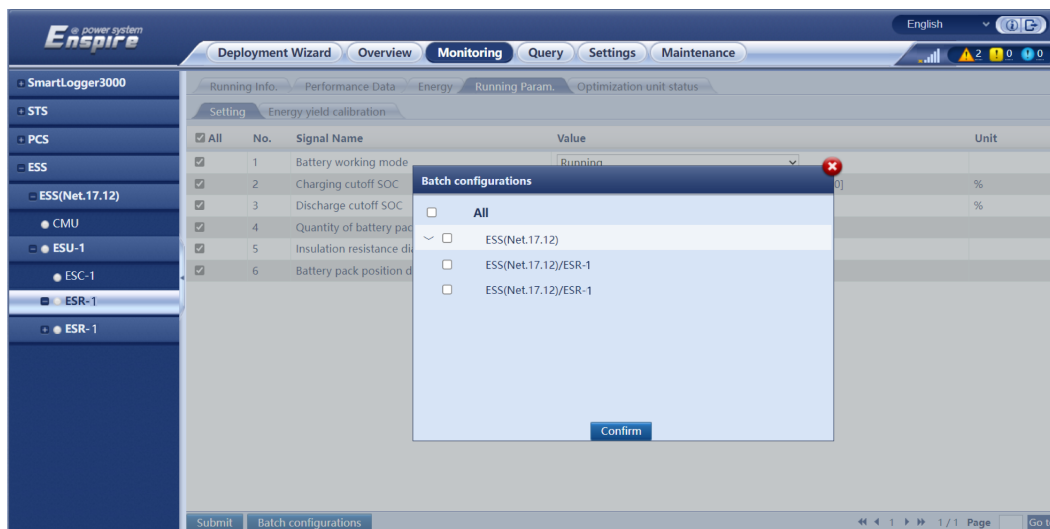 e power system
Enspire
English
Deployment Wizard Overview Monitoring Query Settings Maintenance
2 0 0
SmartLogger3000
STS
PCS
ESS
ESS(Net.17.12)
CMU
ESU-1
ESC-1
ESR-1
ESR-1
Running Info. Performance Data Energy Running Param. Optimization unit status
Setting Energy yield calibration
All No. Signal Name Value Unit
1 Battery working mode Running
2 Charging cutoff SOC 0] %
3 Discharge cutoff SOC %
4 Quantity of battery pac
5 Insulation resistance di
6 Battery pack position d
Batch configurations
All
ESS(Net.17.12)
ESS(Net.17.12)/ESR-1
ESS(Net.17.12)/ESR-1
Confirm
Submit Batch configurations 1 1 / 1 Page Go t